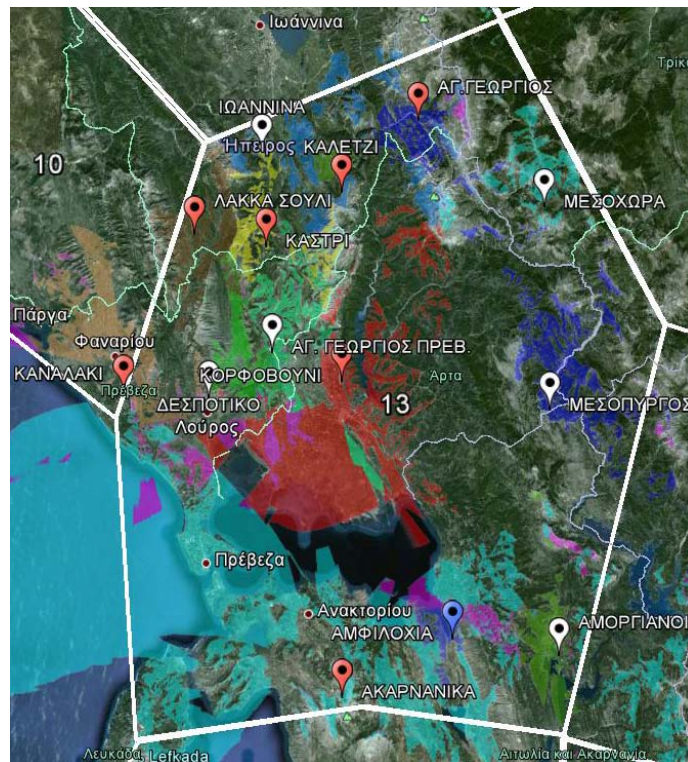 Ιωάννινα
Τρίκ
ΑΓ.ΓΕΩΡΓΙΟΣ
ΙΩΑΝΝΙΝΑ
Ήπειρος
ΚΑΛΕΤΖΙ
10
ΜΕΣΟΧΩΡΑ
ΛΑΚΚΑ ΣΟΥΛΙ
ΚΑΣΤΡΙ
Πάργα
Φαναρίου
ΑΓ. ΓΕΩΡΓΙΟΣ ΠΡΕΒ.
ΚΑΝΑΛΑΚΙ
ΚΟΡΦΟΒΟΥΝΙ
Άρτα
Πρέβεζα
ΔΕΣΠΟΤΙΚΟ
13
ΜΕΣΟΠΥΡΓΟΣ
Λούρος
Πρέβεζα
Ανακτορίου
ΑΜΦΙΛΟΧΙΑ
ΑΜΟΡΓΙΑΝΟΙ
ΑΚΑΡΝΑΝΙΚΑ
Λευκάδα, Lefkada
Αιτωλία και Ακαρνανία